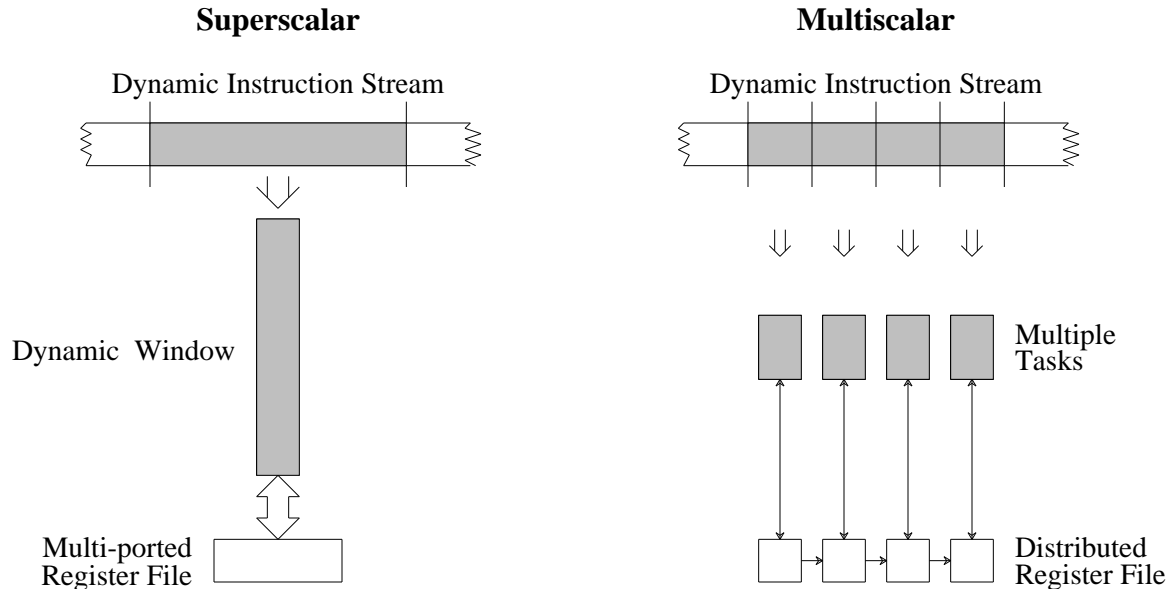 Superscalar
Dynamic Instruction Stream
Dynamic Window
Multi-ported
Register File
Multiscalar
Dynamic Instruction Stream
Multiple
Tasks
Distributed
Register File